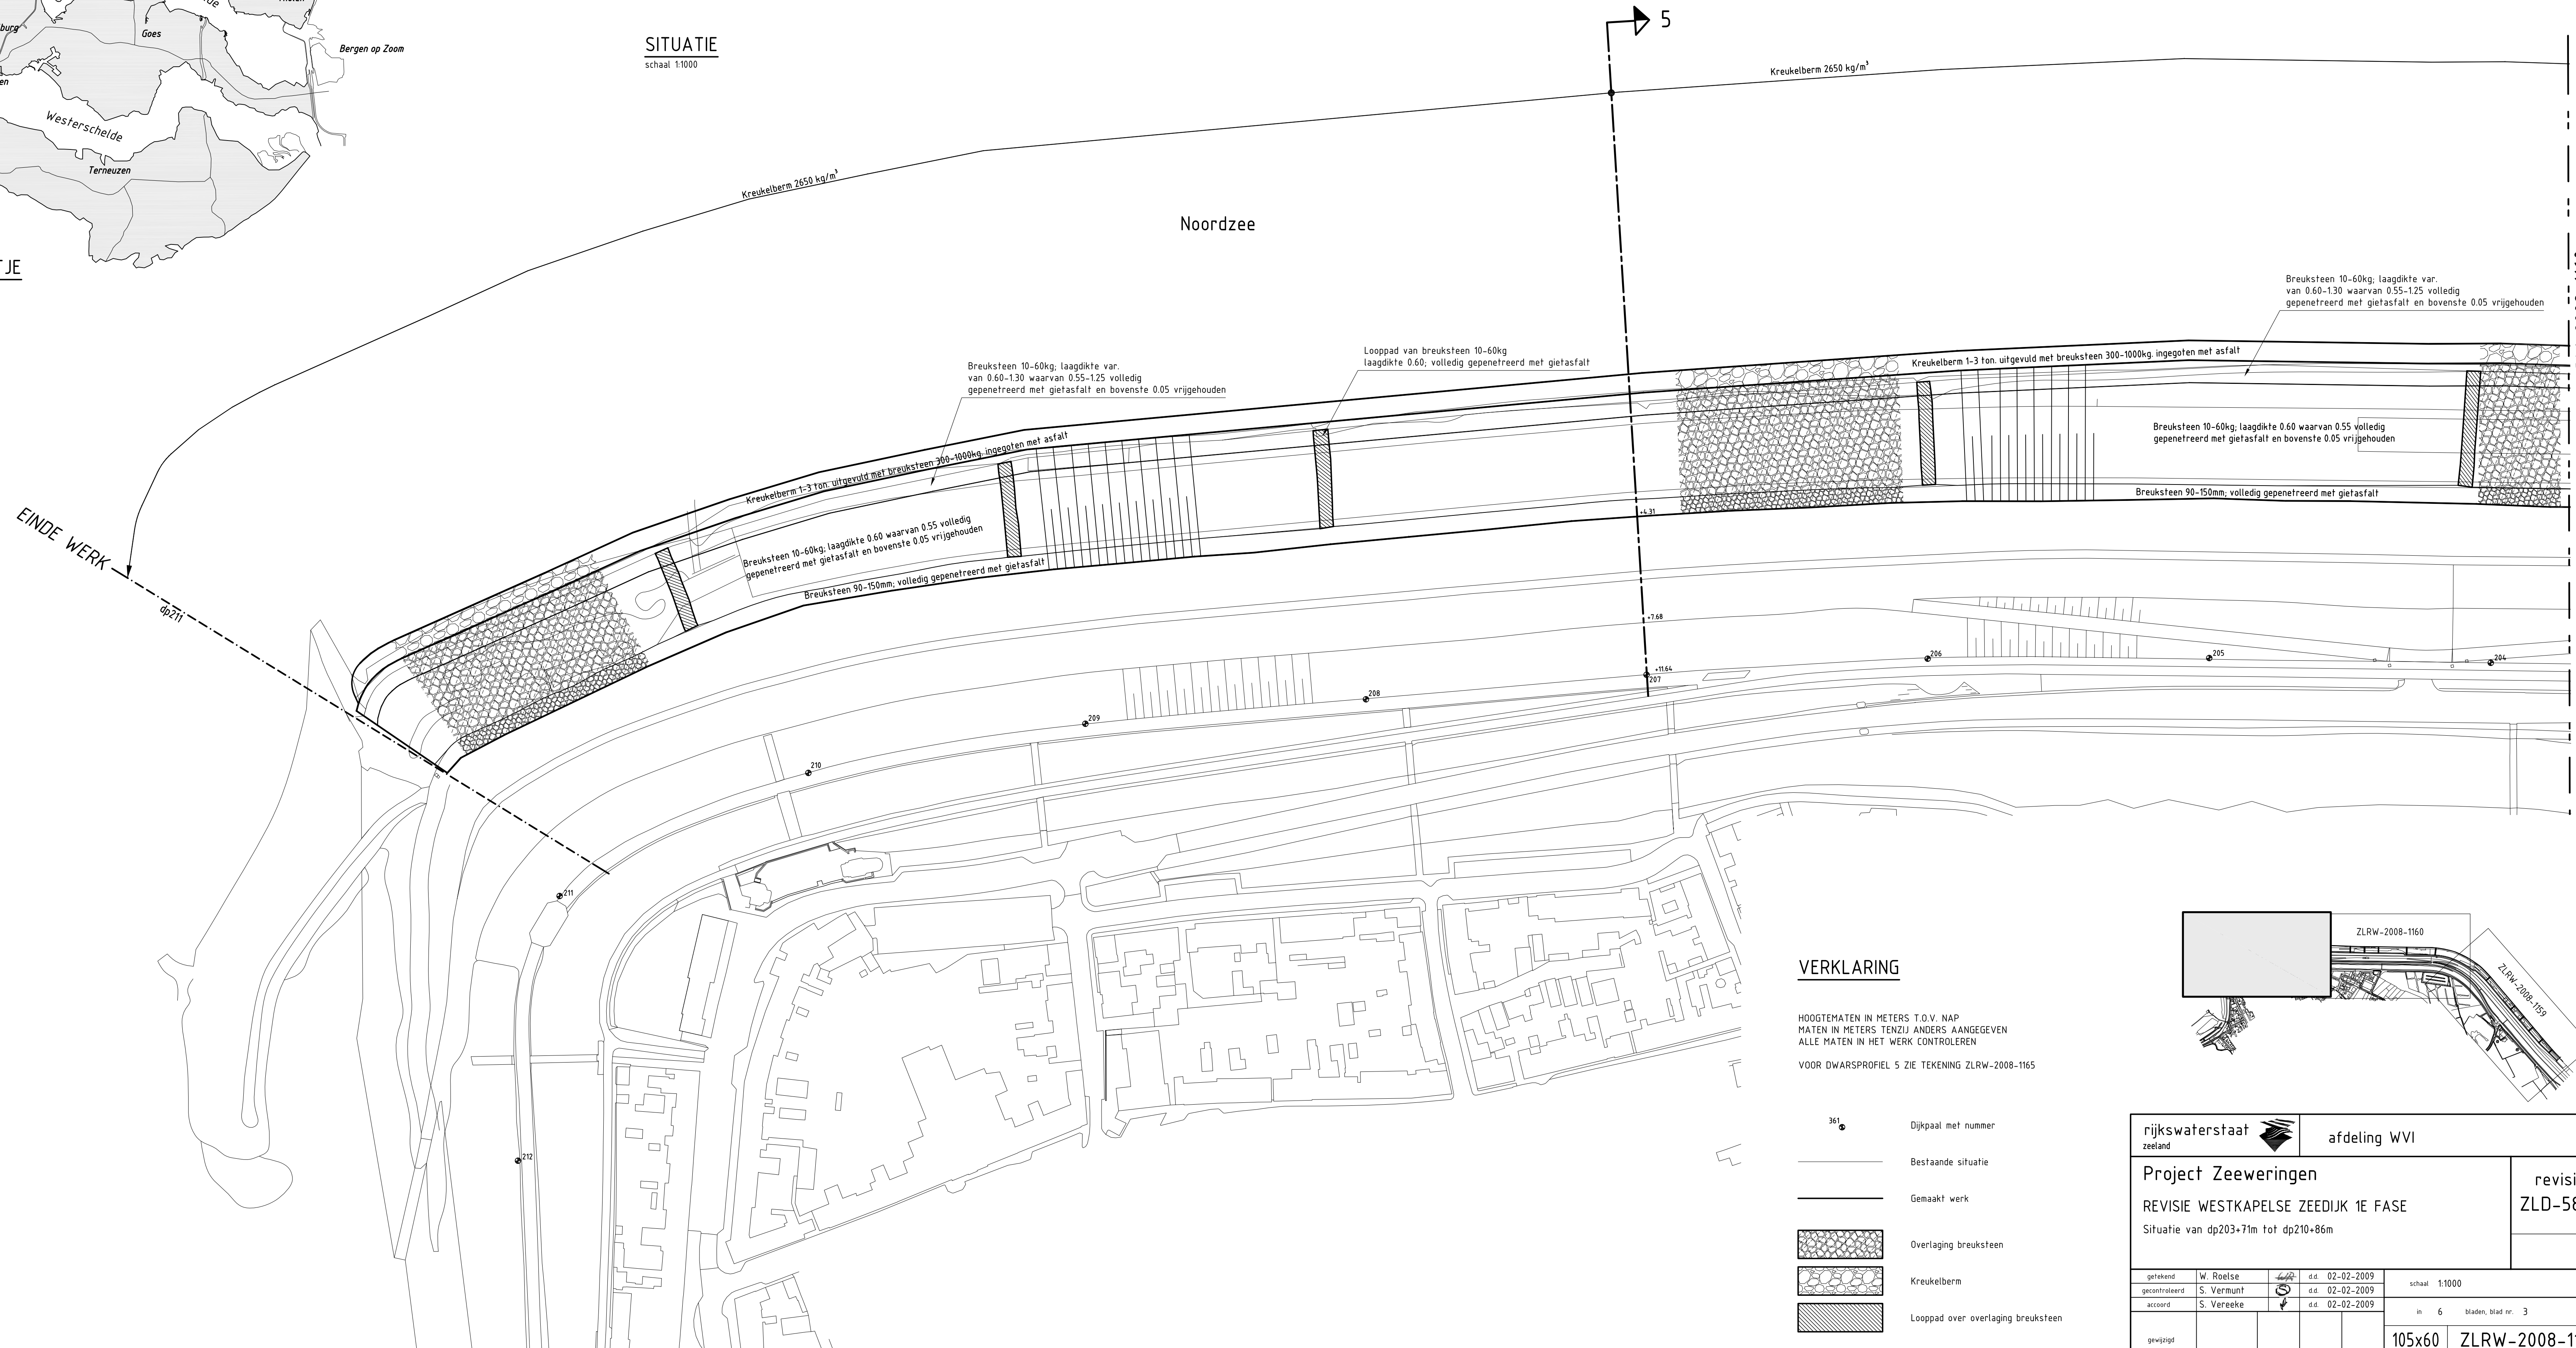 Goes
Bergen op Zoom
Westerschelde
Terneuzen
SITUATIE
schaal 1:1000
5
Kreukelberm 2650 kg/m³
Kreukelberm 2650 kg/m³
Noordzee
Breuksteen 10-60kg; laagdikte var.
van 0.60-1.30 waarvan 0.55-1.25 volledig
gepenetreerd met gietasfalt en bovenste 0.05 vrijgehouden
Looppad van breuksteen 10-60kg
laagdikte 0.60; volledig gepenetreerd met gietasfalt
Breuksteen 10-60kg; laagdikte var.
van 0.60-1.30 waarvan 0.55-1.25 volledig
gepenetreerd met gietasfalt en bovenste 0.05 vrijgehouden
Kreukelberm 1-3 ton. uitgevuld met breuksteen 300-1000kg. ingegoten met asfalt
Kreukelberm 1-3 ton. uitgevuld met breuksteen 300-1000kg. ingegoten met asfalt
Breuksteen 10-60kg; laagdikte 0.60 waarvan 0.55 volledig
gepenetreerd met gietasfalt en bovenste 0.05 vrijgehouden
Breuksteen 90-150mm; volledig gepenetreerd met gietasfalt
Breuksteen 10-60kg; laagdikte 0.60 waarvan 0.55 volledig
gepenetreerd met gietasfalt en bovenste 0.05 vrijgehouden
Breuksteen 90-150mm; volledig gepenetreerd met gietasfalt
EINDE WERK
dp211
+4.31
+7.68
+11.64
207
204
205
206
208
209
210
211
212
VERKLARING
HOOGTEMATEN IN METERS T.O.V. NAP
MATEN IN METERS TENZIJ ANDERS AANGEGEVEN
ALLE MATEN IN HET WERK CONTROLEREN
VOOR DWARSPROFIEL 5 ZIE TEKENING ZLRW-2008-1165
361
Dijkpaal met nummer
Bestaande situatie
Gemaakt werk
Overlaging breuksteen
Kreukelberm
Looppad over overlaging breuksteen
ZLRW-2008-1160
ZLRW-2008-1159
rijkswaterstaat
zeeland
afdeling WVI
Project Zeeweringen
REVISIE WESTKAPELSE ZEEDIJK 1E FASE
Situatie van dp203+71m tot dp210+86m
getekend W. Roelse d.d. 02-02-2009
gecontroleerd S. Vermunt d.d. 02-02-2009
accoord S. Vereeke d.d. 02-02-2009
gewijzigd
schaal 1:1000
in 6 bladen, blad nr. 3
105x60
ZLRW-2008-1